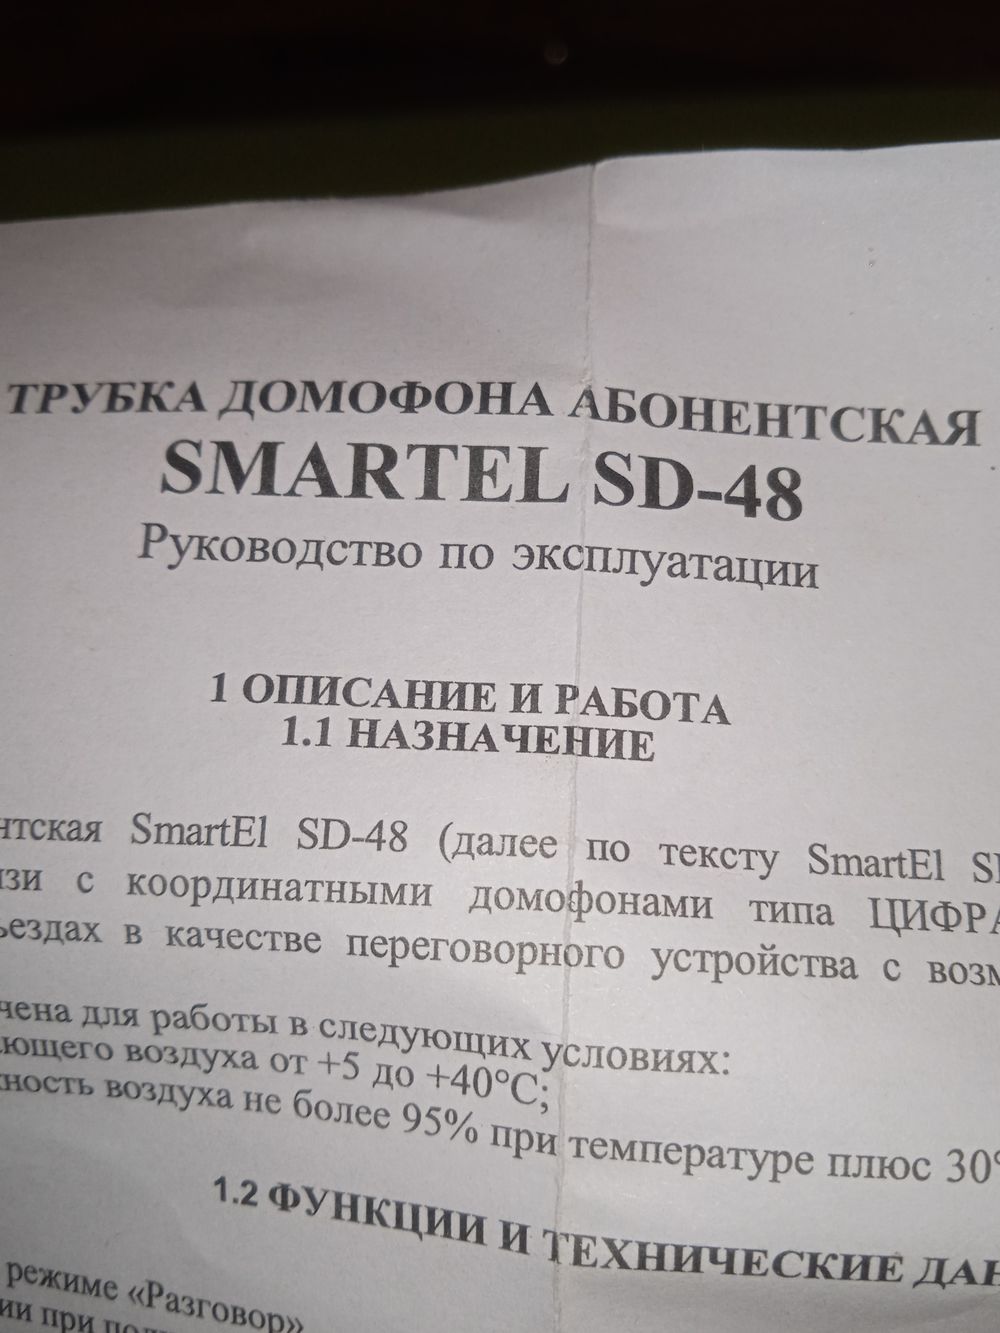 ТРУБКА ДОМОФОНА АБОНЕНТСКАЯ
SMARTEL SD-48
Руководство по эксплуатации
1 ОПИСАНИЕ И РАБОТА
1.1 НАЗНАЧЕНИЕ
нтская SmartEl SD-48 (далее по тексту SmartEl
зи с координатными домофонами типа ЦИФРА
ъездах в качестве переговорного устройства с возм
чена для работы в следующих условиях:
ющего воздуха от +5 до +40°С;
ность воздуха не более 95% при температуре плюс 30°
1.2 ФУНКЦИИ И ТЕХНИЧЕСКИЕ ДАН
режиме «Разговор»
ии при